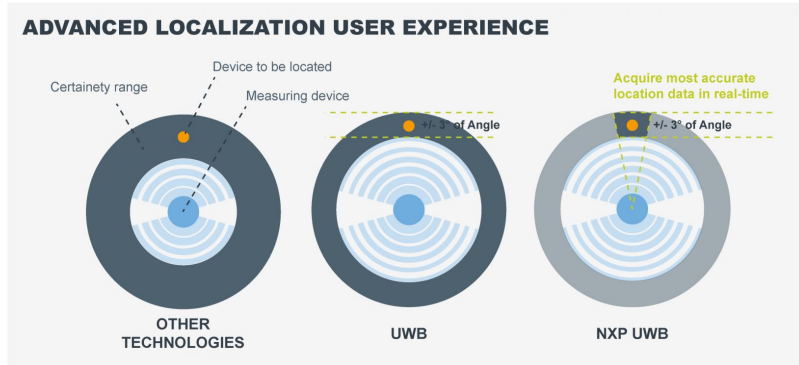 ADVANCED LOCALIZATION USER EXPERIENCE
Device to be located
Certainety range
Measuring device
OTHER
TECHNOLOGIES
+/- 3° of Angle
UWB
Acquire most accurate
location data in real-time
+/- 3° of Angle
NXP UWB